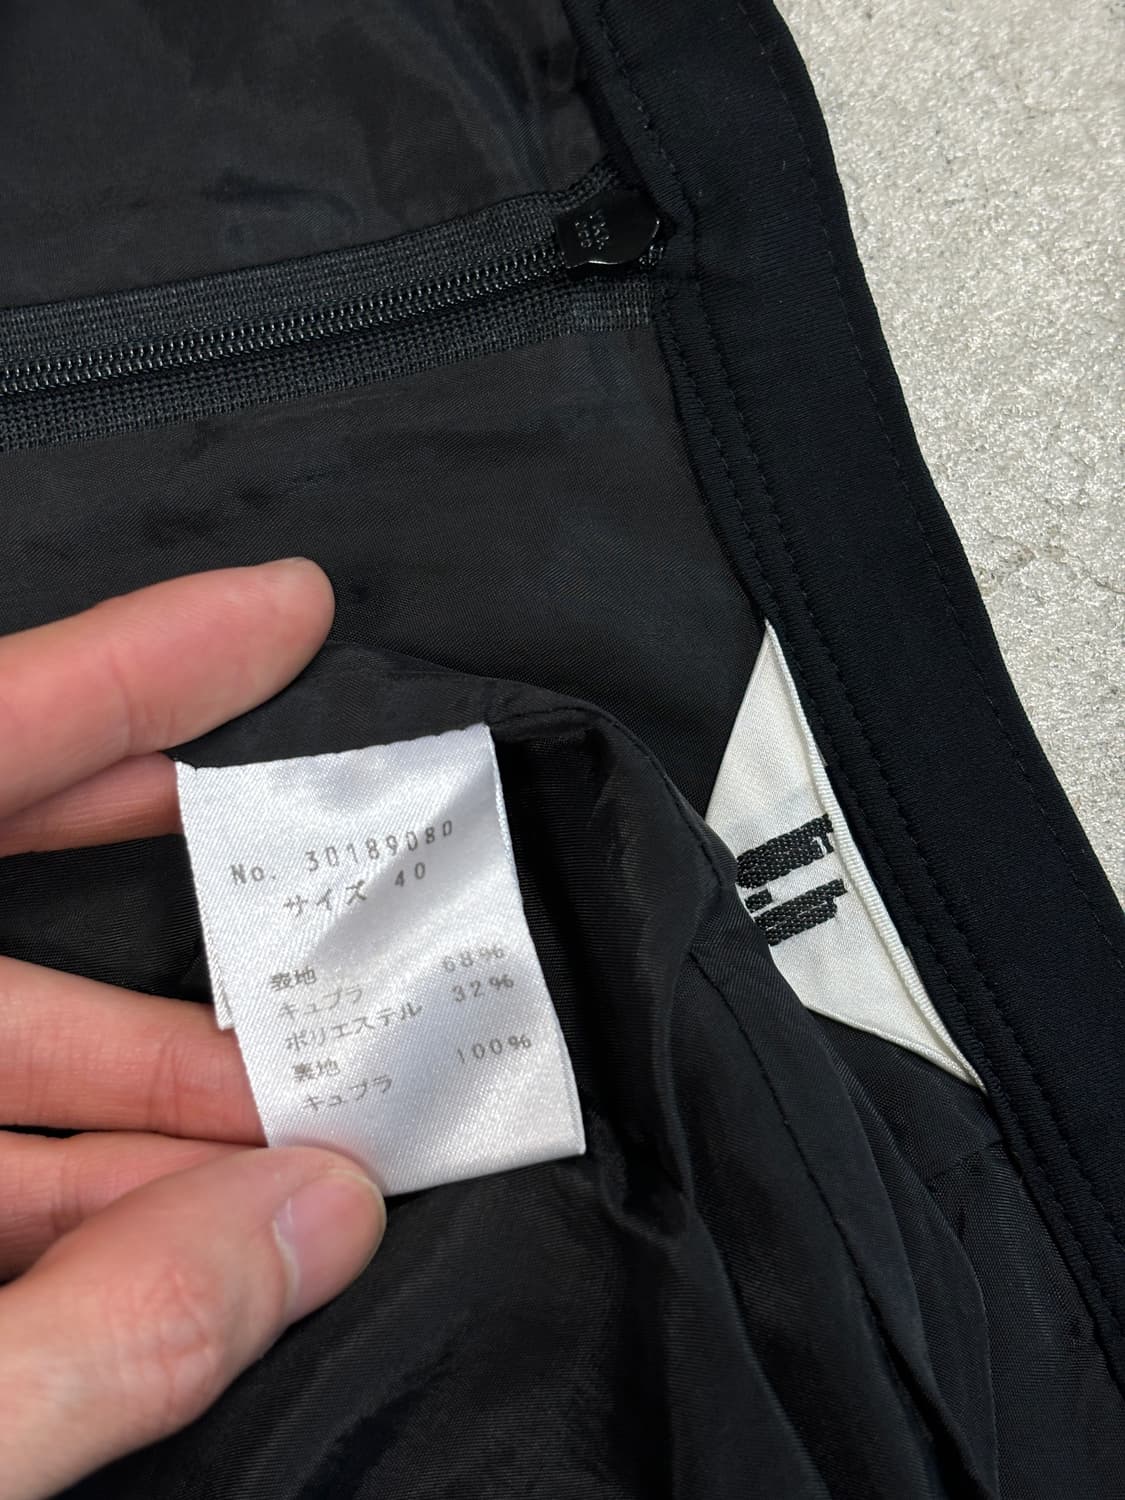 No. 30189080
サイズ 40
表地
キュプラ 68%
ポリエステル 32%
裏地
キュプラ 100%